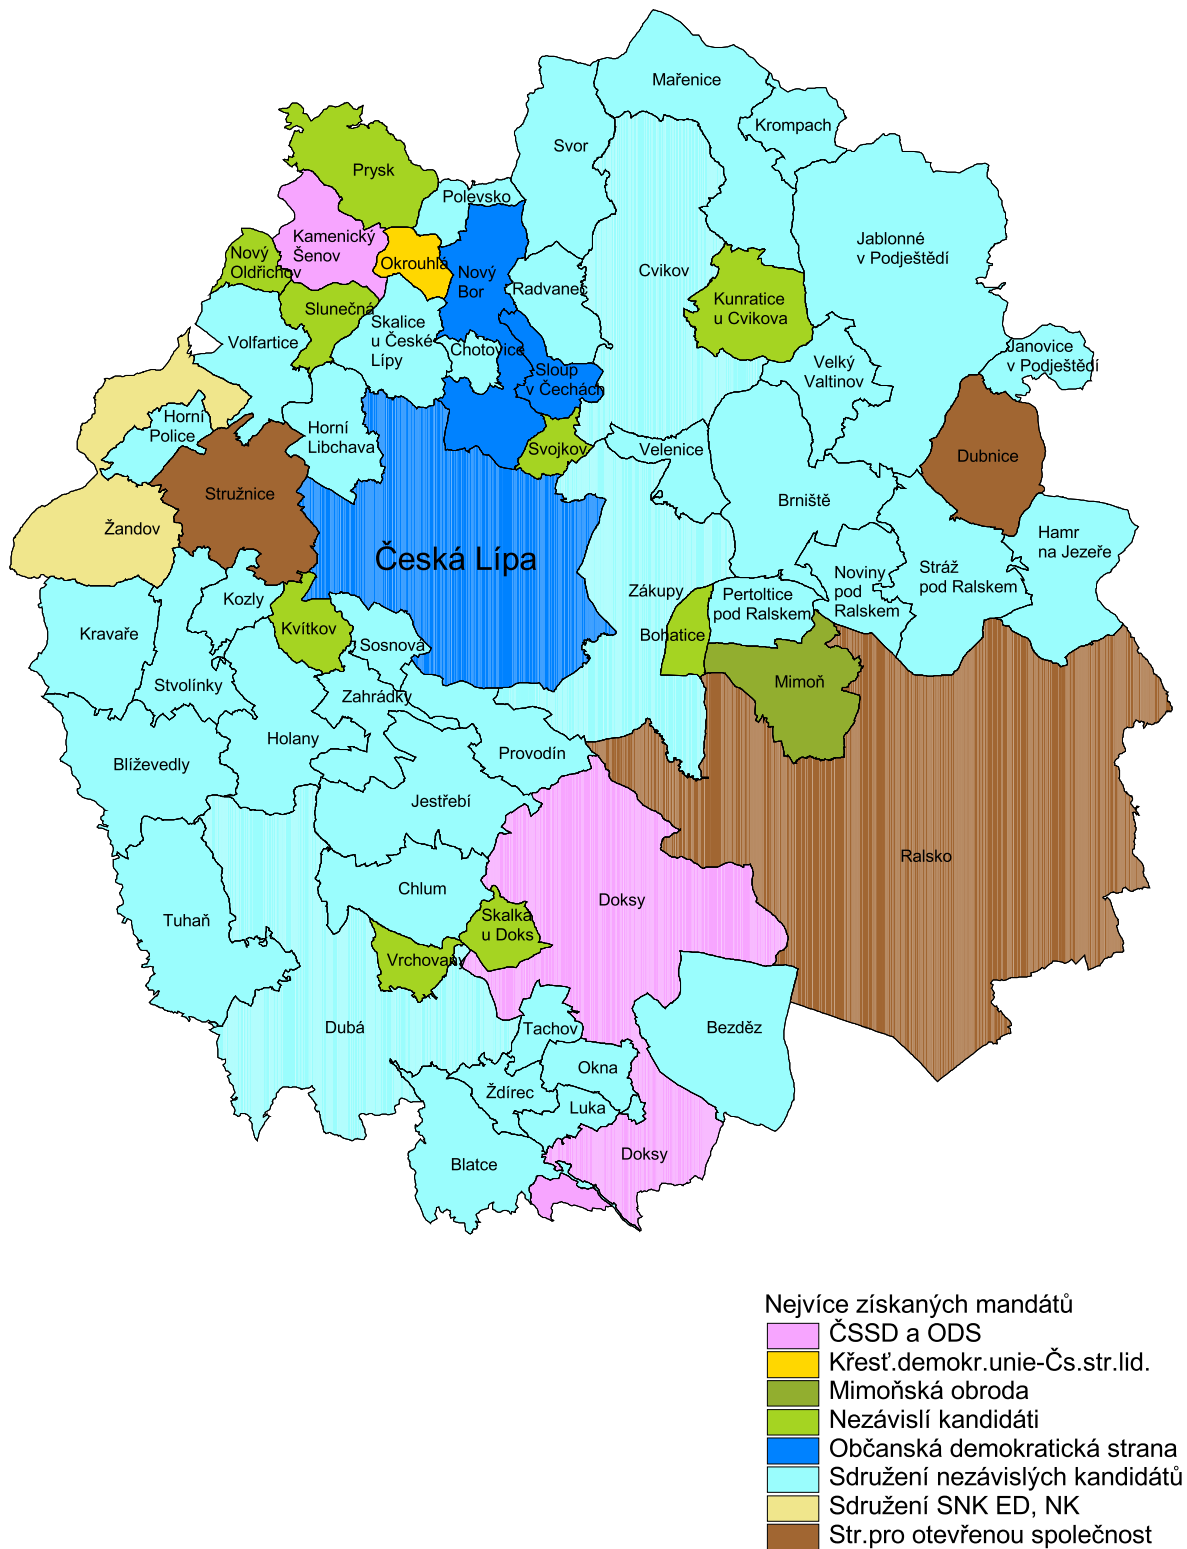 Mařenice
Krompach
Svor
Prysk
Polevsko
Kamenický
Šenov
Jablonné
v Podještědí
Nový
Oldřichov
Okrouhlá
Nový
Bor
Cvikov
Radvanec
Kunratice
u Cvikova
Slunečná
Skalice
u České
Lípy
Volfartice
Chotovice
Janovice
v Podještědí
Velký
Valtinov
Sloup
v Čechách
Horní
Police
Horní
Libchava
Svojkov
Velenice
Dubnice
Stružnice
Brniště
Žandov
Hamr
na Jezeře
Česká Lípa
Stráž
pod Ralskem
Noviny
pod
Ralskem
Zákupy
Pertoltice
pod Ralskem
Kozly
Kravaře
Kvítkov
Bohatice
Sosnová
Stvolínky
Zahrádky
Mimoň
Holany
Provodín
Blíževedly
Jestřebí
Ralsko
Chlum
Doksy
Tuhaň
Skalka
u Doks
Vrchovany
Dubá
Tachov
Bezděz
Okna
Ždírec
Luka
Doksy
Blatce
Nejvíce získaných mandátů
ČSSD a ODS
Křesť.demokr.unie-Čs.str.lid.
Mimoňská obroda
Nezávislí kandidáti
Občanská demokratická strana
Sdružení nezávislých kandidátů
Sdružení SNK ED, NK
Str.pro otevřenou společnost